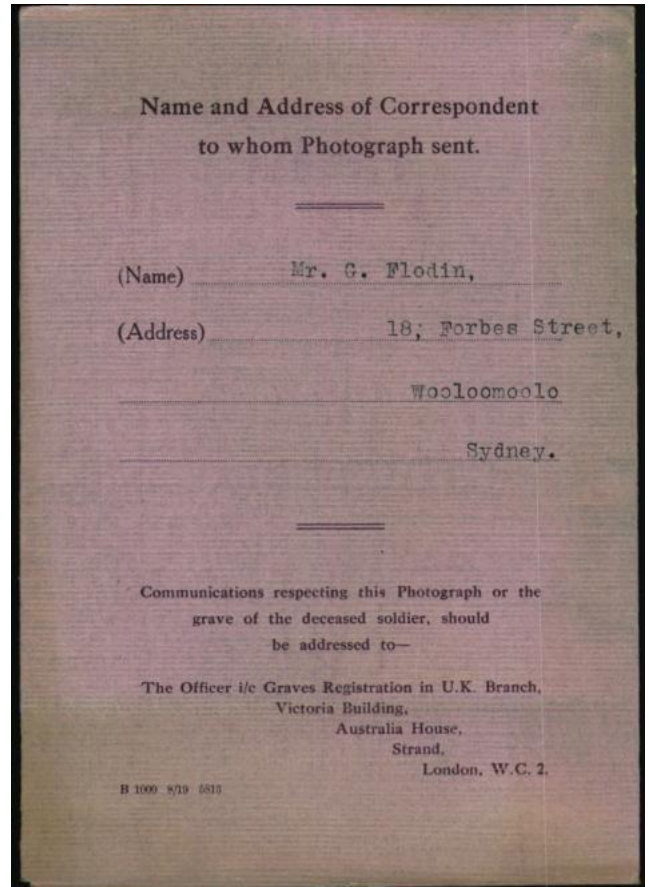 Name and Address of Correspondent
to whom Photograph sent.
(Name) Mr. G. Flodin,
(Address) 18; Forbes Street,
Wooloomoolo
Sydney.
Communications respecting this Photograph or the
grave of the deceased soldier, should
be addressed to—
The Officer i/c Graves Registration in U.K. Branch,
Victoria Building,
Australia House,
Strand,
London, W.C. 2.
B 1000 8/19 5813